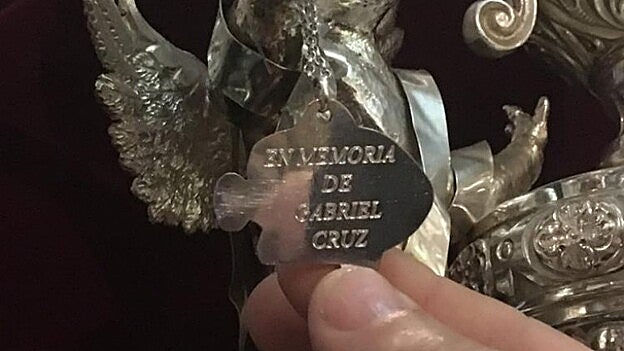 EN MEMORIA
DE
GABRIEL
CRUZ